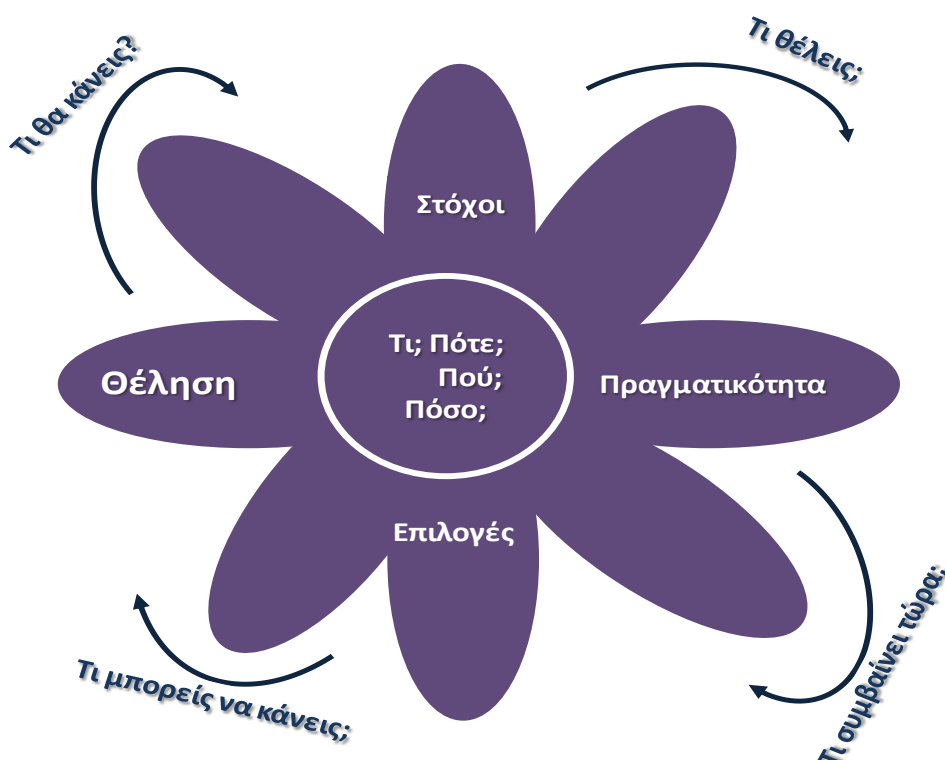 Τι θα κάνεις?
Τι θέλεις;
Στόχοι
Τι; Πότε;
Πού;
Πόσο;
Θέληση
Πραγματικότητα
Επιλογές
Τι συμβαίνει τώρα;
Τι μπορείς να κάνεις;